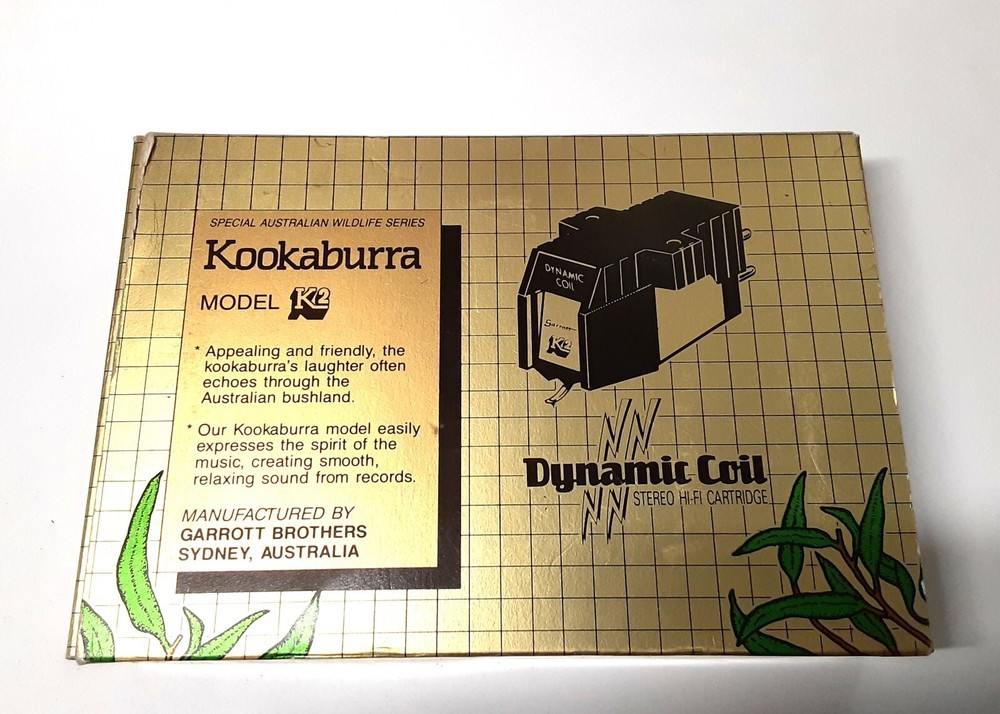 SPECIAL AUSTRALIAN WILDLIFE SERIES
Kookaburra
MODEL K2
* Appealing and friendly, the
kookaburra's laughter often
echoes through the
Australian bushland.
* Our Kookaburra model easily
expresses the spirit of the
music, creating smooth,
relaxing sound from records.
MANUFACTURED BY
GARROTT BROTHERS
SYDNEY, AUSTRALIA
DYNAMIC
COIL
Garrott
K2
Dynamic Coil
STEREO HI-FI CARTRIDGE